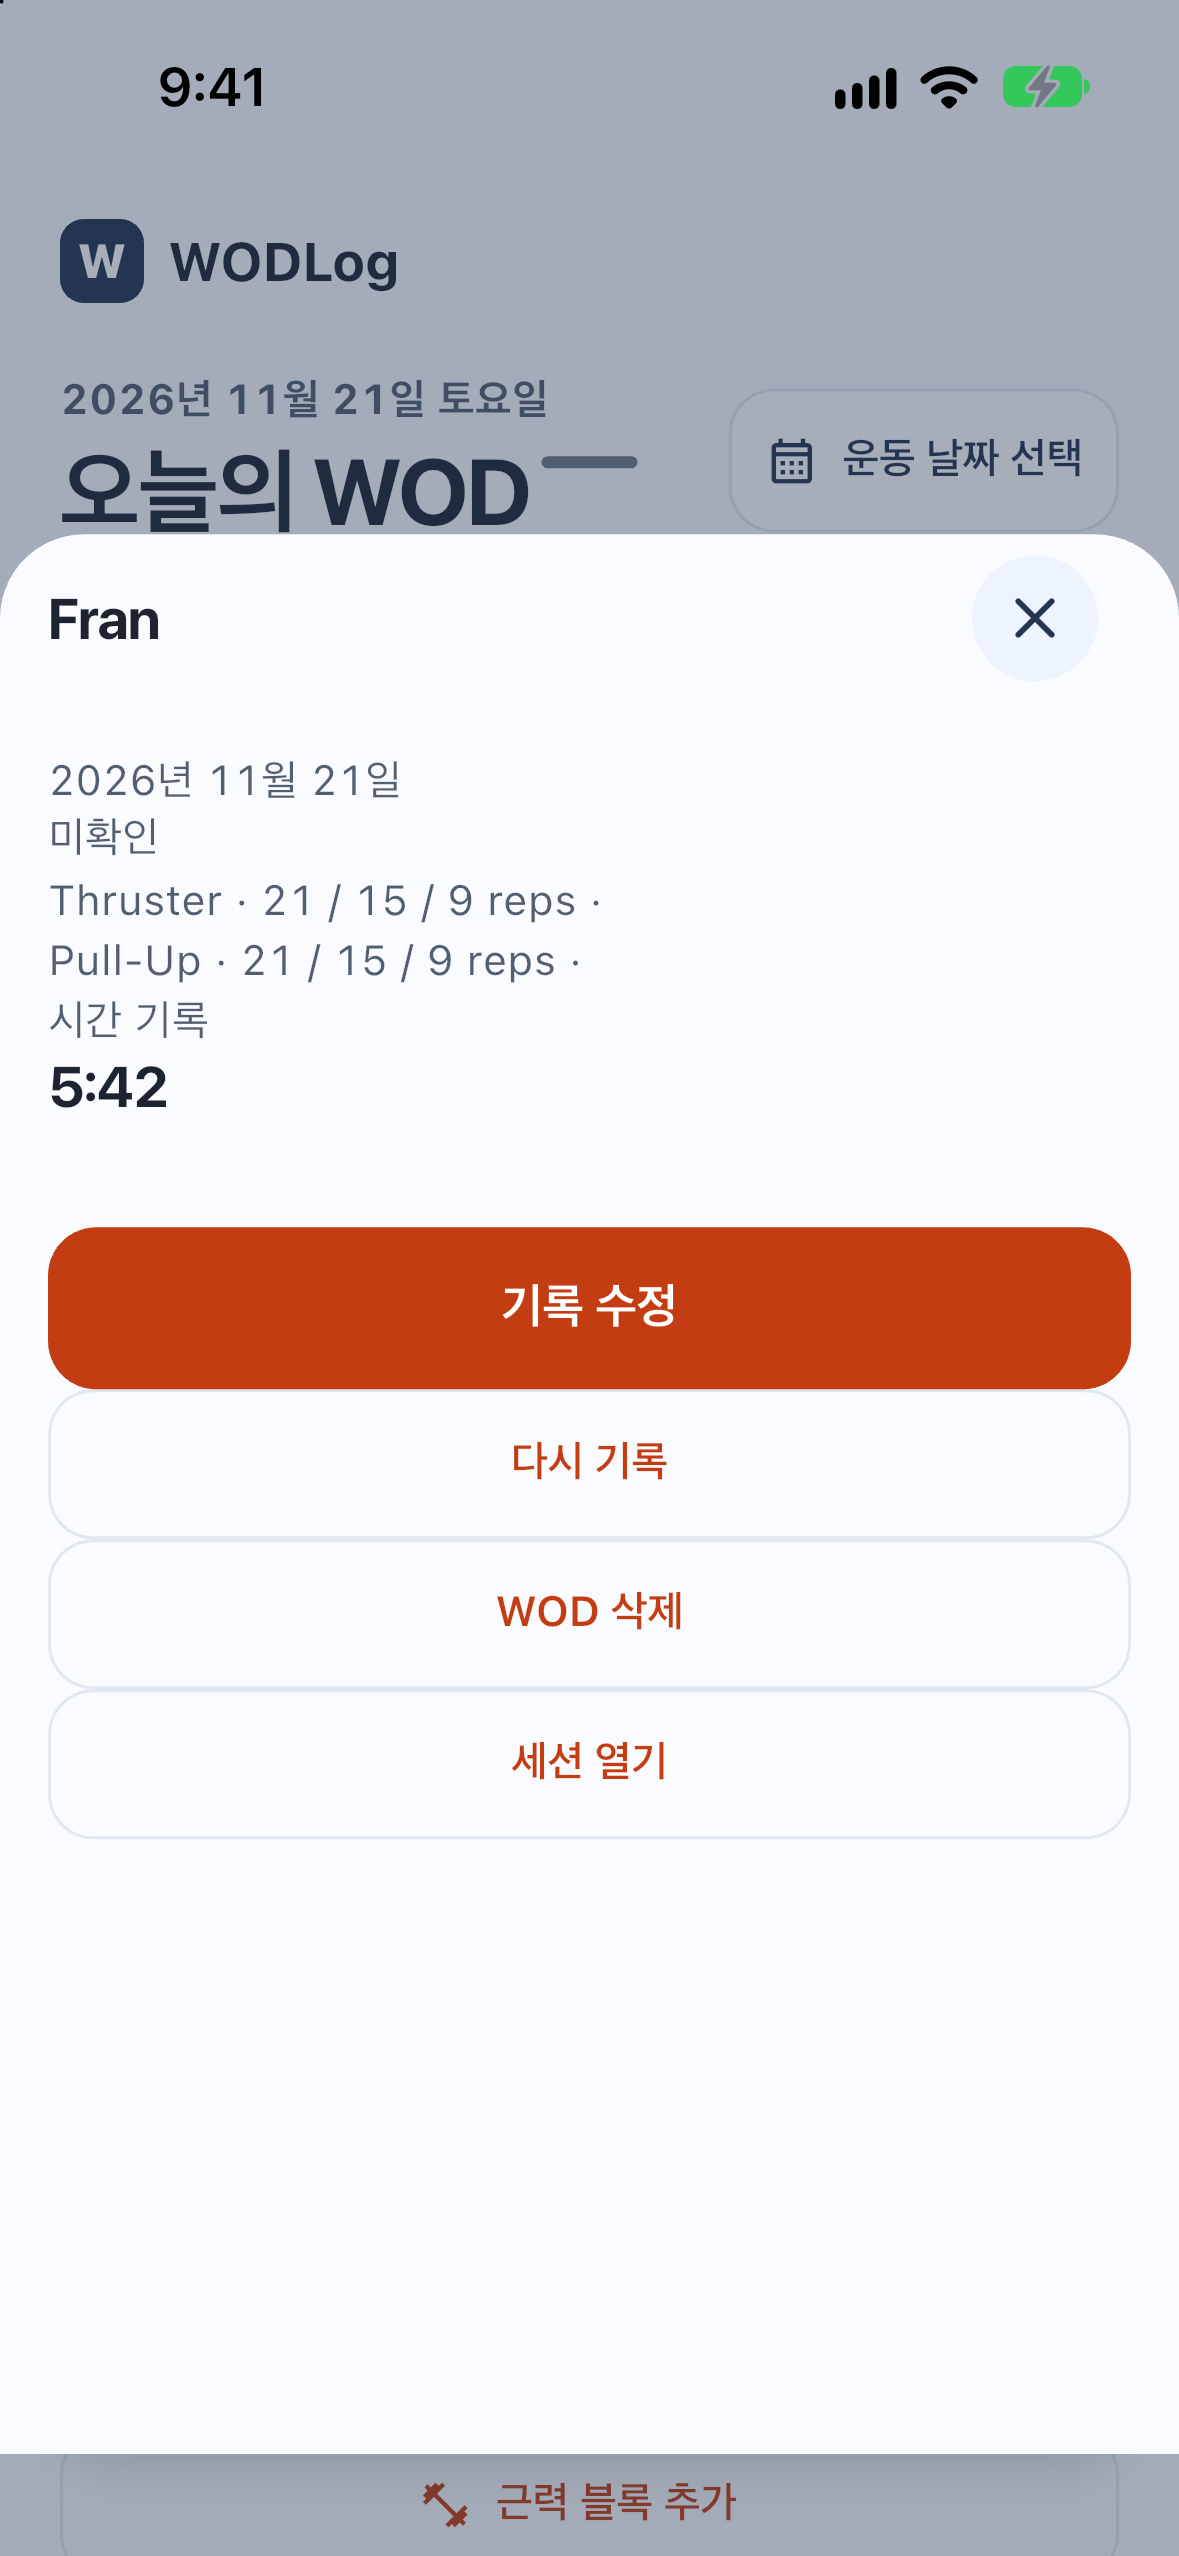 9:41
W WODLog
2026년 11월 21일 토요일
오늘의 WOD
운동 날짜 선택
Fran
2026년 11월 21일
미확인
Thruster · 21 / 15 / 9 reps ·
Pull-Up · 21 / 15 / 9 reps ·
시간 기록
5:42
기록 수정
다시 기록
WOD 삭제
세션 열기
근력 블록 추가